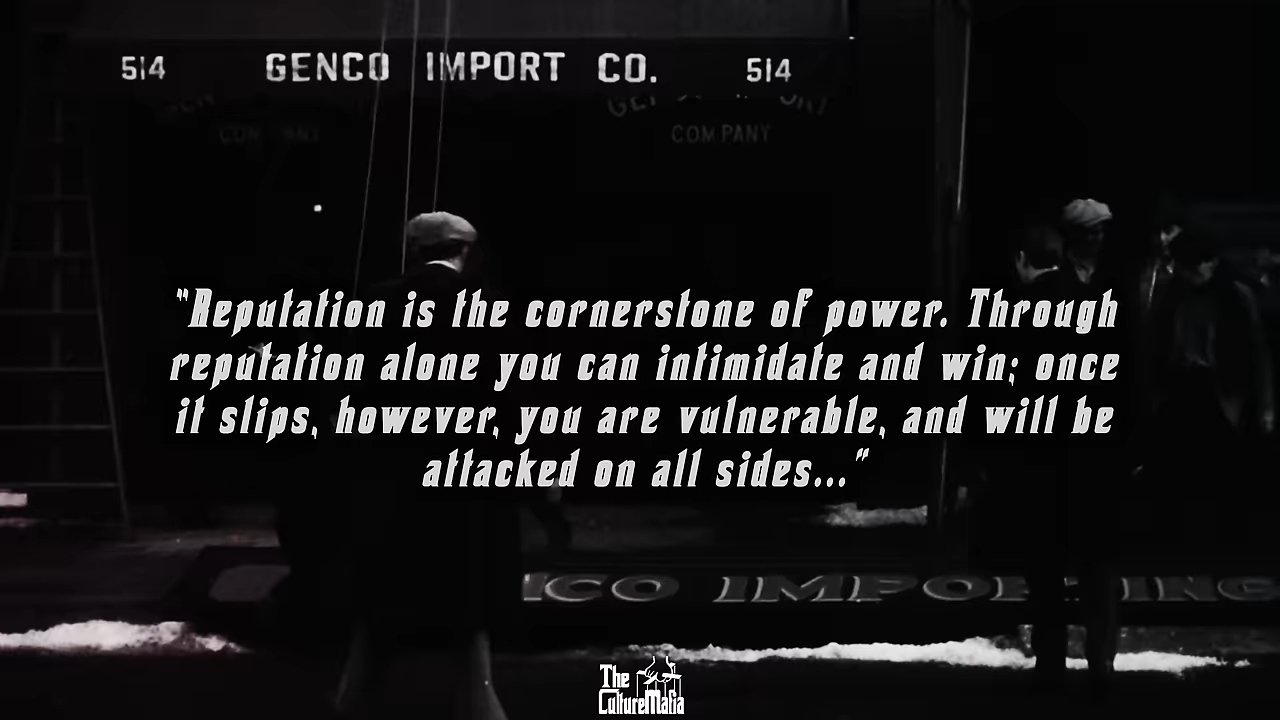 514 GENCO IMPORT CO. 514
COMPANY
"Reputation is the cornerstone of power. Through
reputation alone you can intimidate and win; once
it slips, however, you are vulnerable, and will be
attacked on all sides..."
IMPORTING
The
CultureMafia